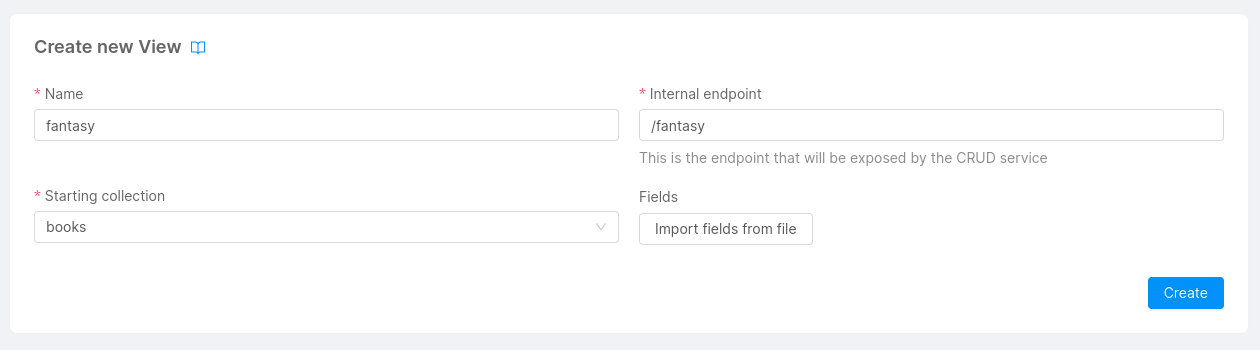 Create new View
* Name
fantasy
* Internal endpoint
/fantasy
This is the endpoint that will be exposed by the CRUD service
* Starting collection
books
Fields
Import fields from file
Create